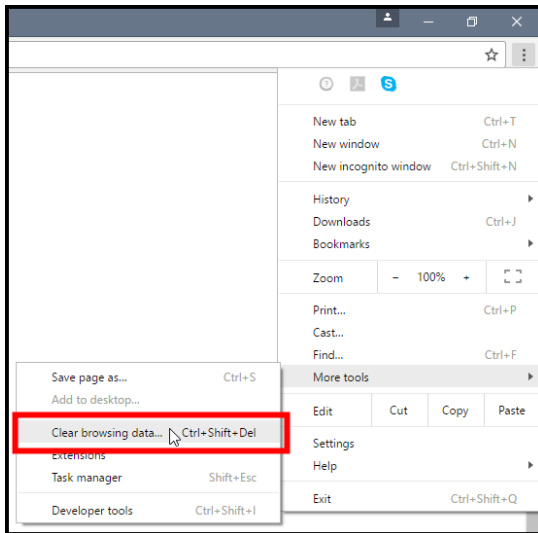 New tab Ctrl+T
New window Ctrl+N
New incognito window Ctrl+Shift+N
History
Downloads Ctrl+J
Bookmarks
Zoom - 100% +
Print... Ctrl+P
Cast...
Find... Ctrl+F
More tools
Edit Cut Copy Paste
Settings
Help
Exit Ctrl+Shift+Q
Save page as... Ctrl+S
Add to desktop...
Clear browsing data... Ctrl+Shift+Del
Extensions
Task manager Shift+Esc
Developer tools Ctrl+Shift+I